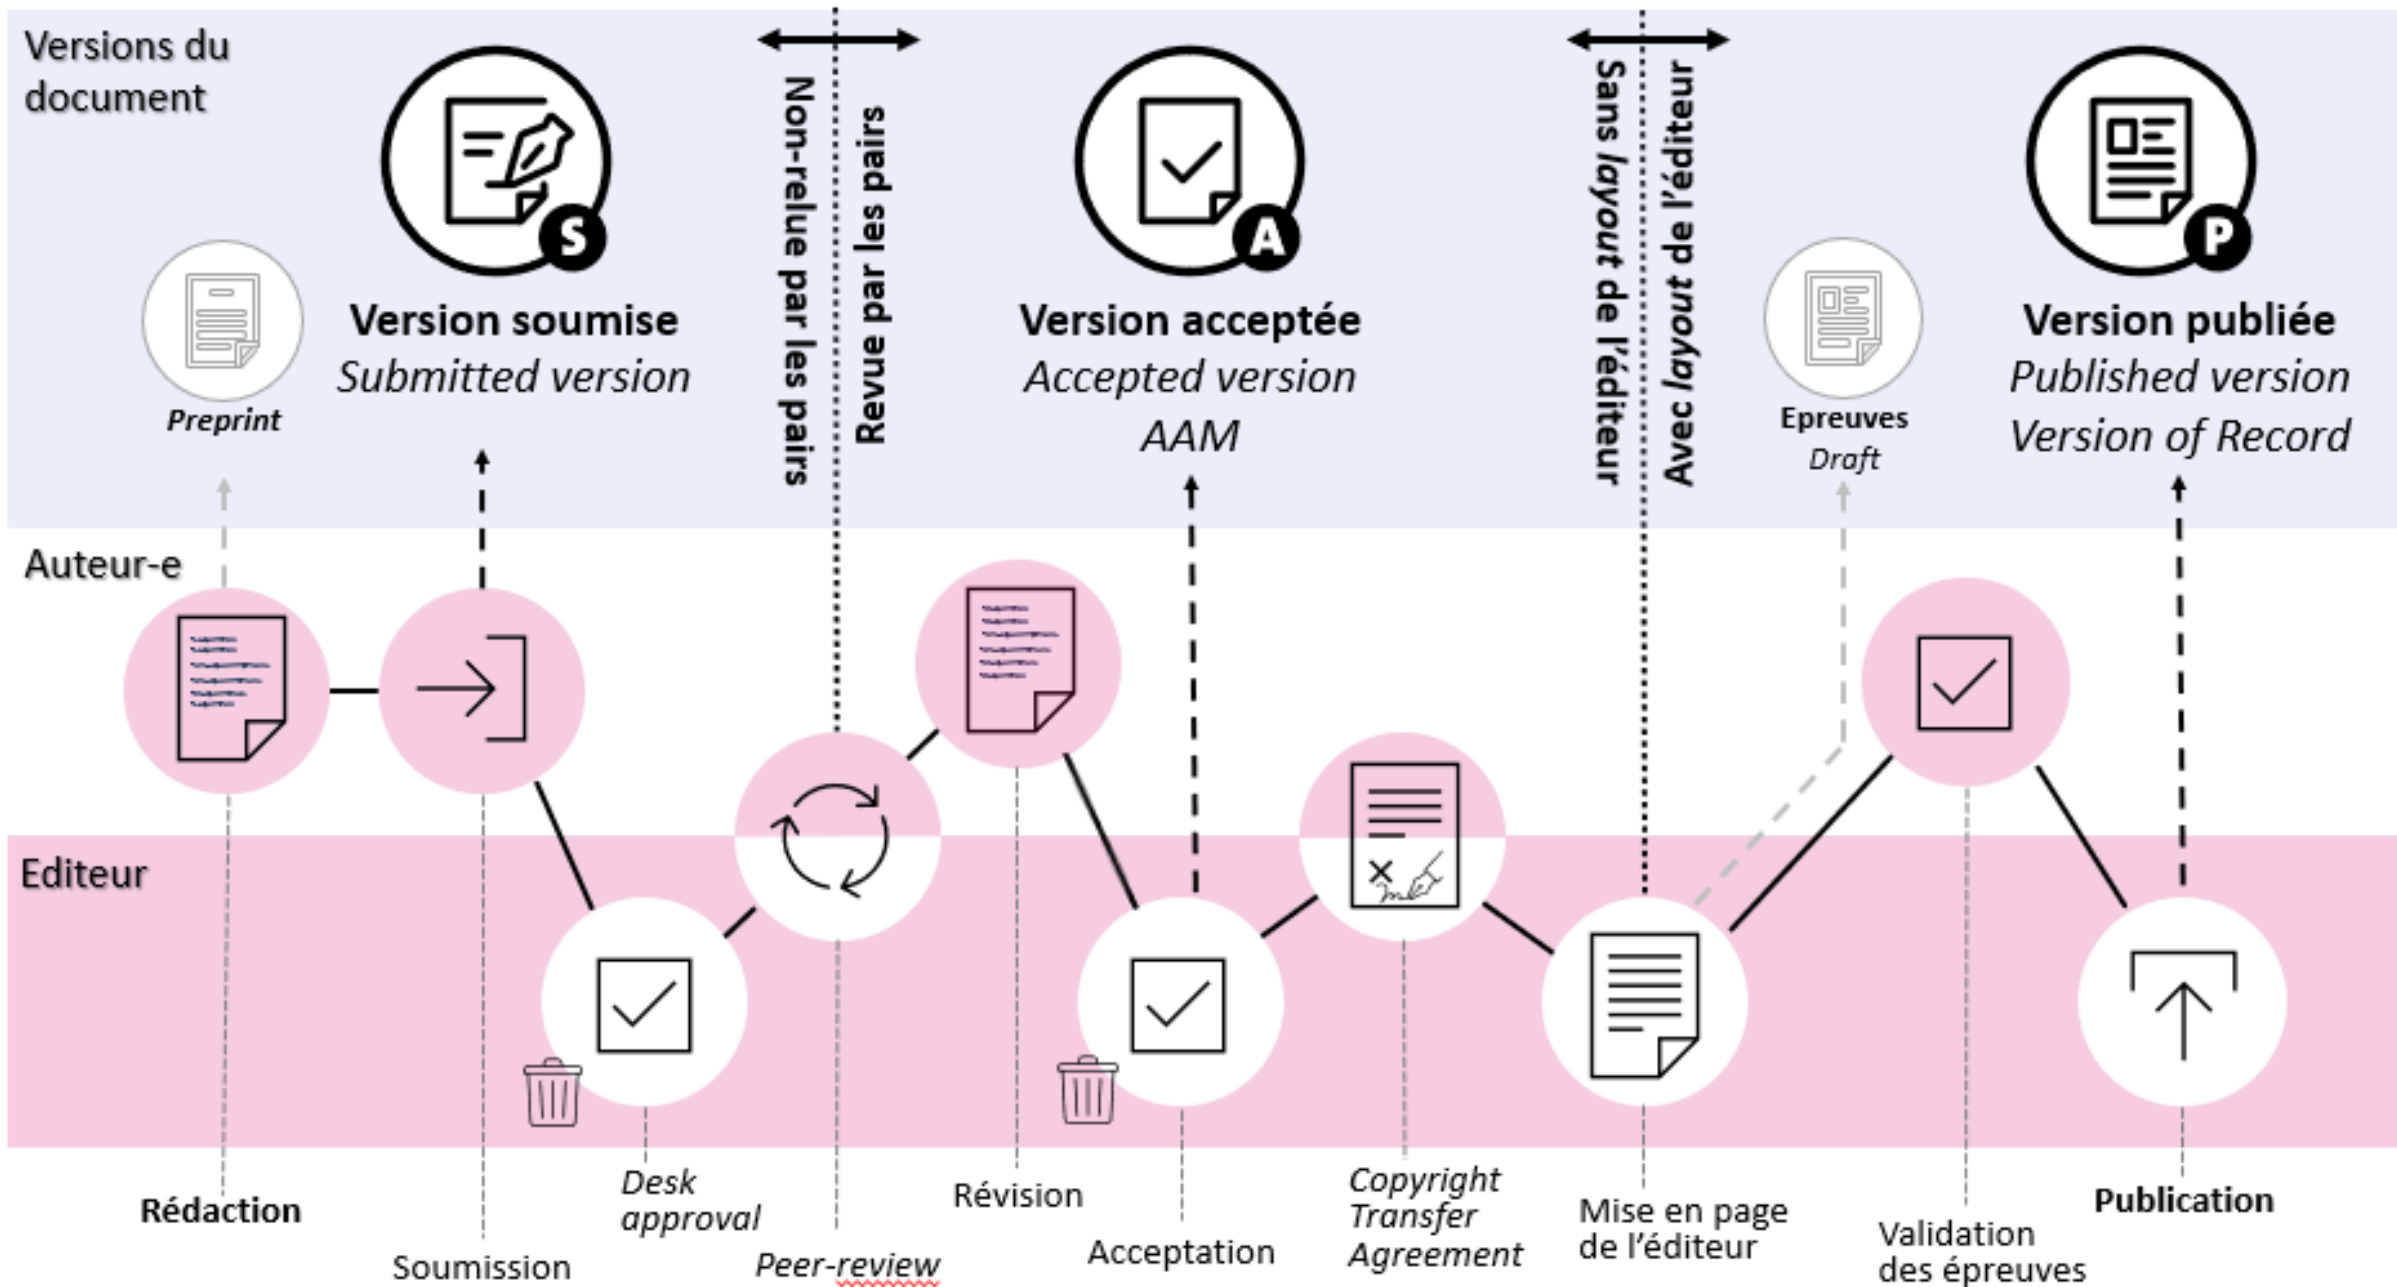 Versions du
document
S
Version soumise
Submitted version
Preprint
Non-relue par les pairs
Revue par les pairs
A
Version acceptée
Accepted version
AAM
Sans layout de l'éditeur
Avec layout de l'éditeur
Epreuves
Draft
P
Version publiée
Published version
Version of Record
Auteur-e
Editeur
Rédaction
Soumission
Desk
approval
Peer-review
Révision
Acceptation
Copyright
Transfer
Agreement
Mise en page
de l'éditeur
Validation
des épreuves
Publication